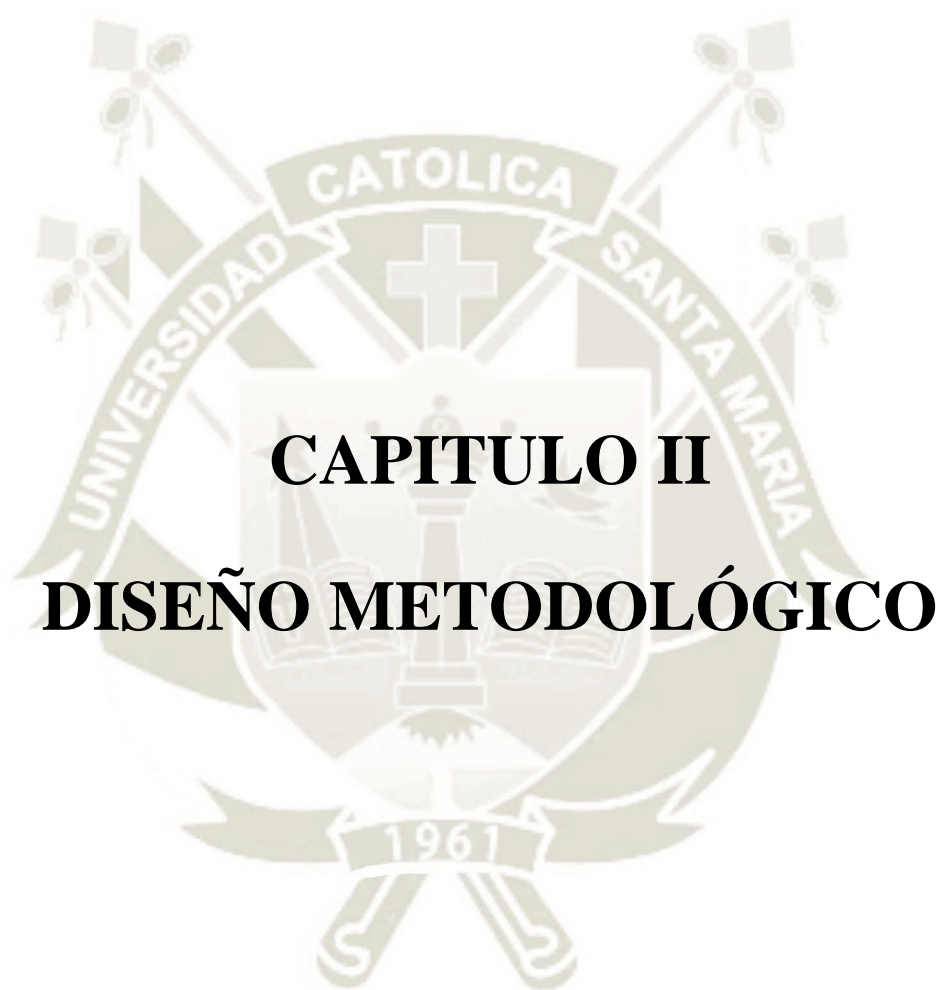 CATOLICA
UNIVERSIDAD
SANTA MARIA
CAPITULO II
DISEÑO METODOLÓGICO
1961